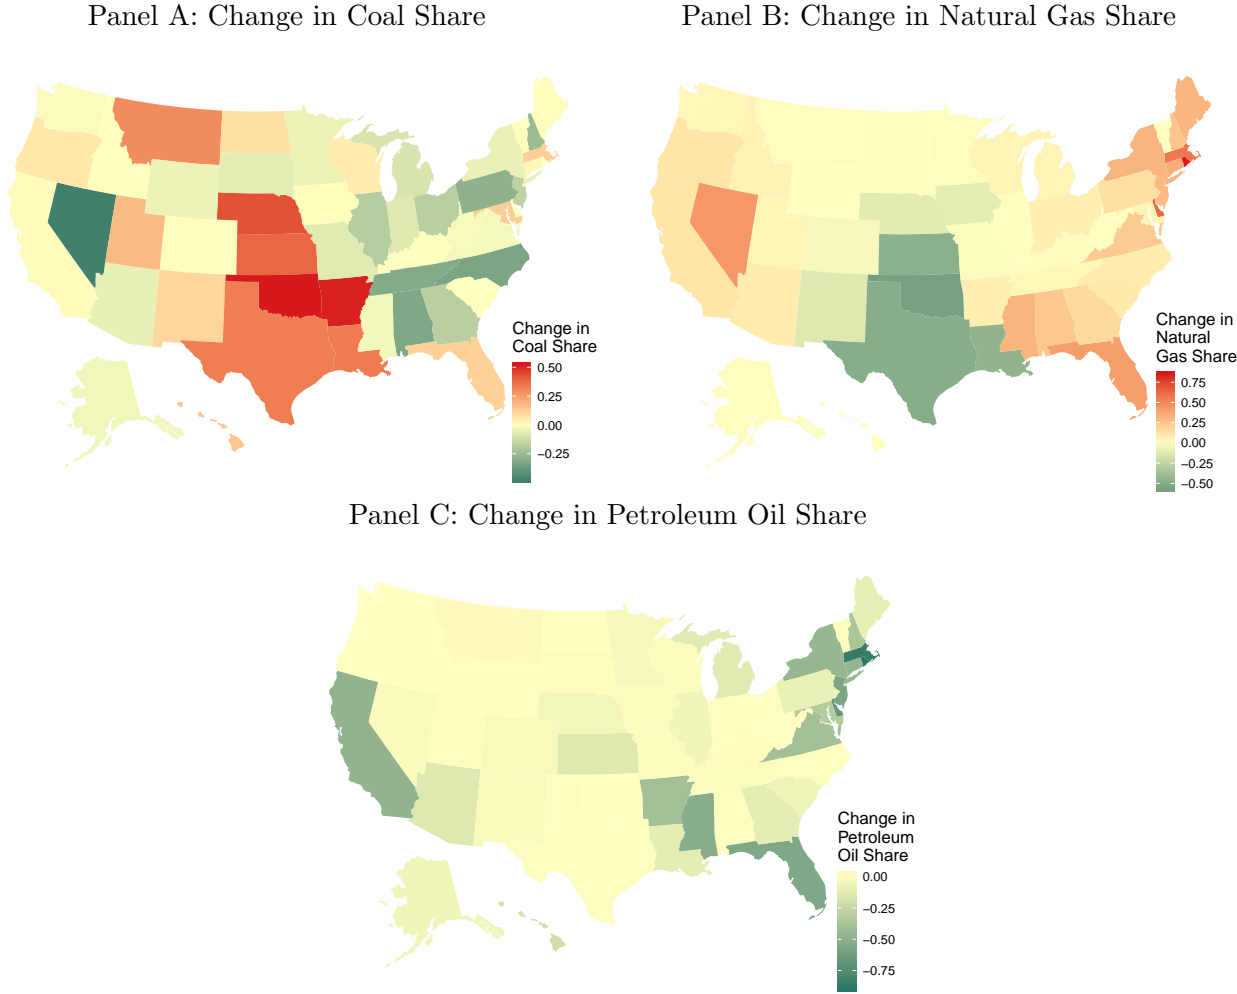 Panel A: Change in Coal Share
Panel B: Change in Natural Gas Share
Change in
Coal Share
0.50
0.25
0.00
−0.25
Change in
Natural
Gas Share
0.75
0.50
0.25
0.00
−0.25
−0.50
Panel C: Change in Petroleum Oil Share
Change in
Petroleum
Oil Share
0.00
−0.25
−0.50
−0.75